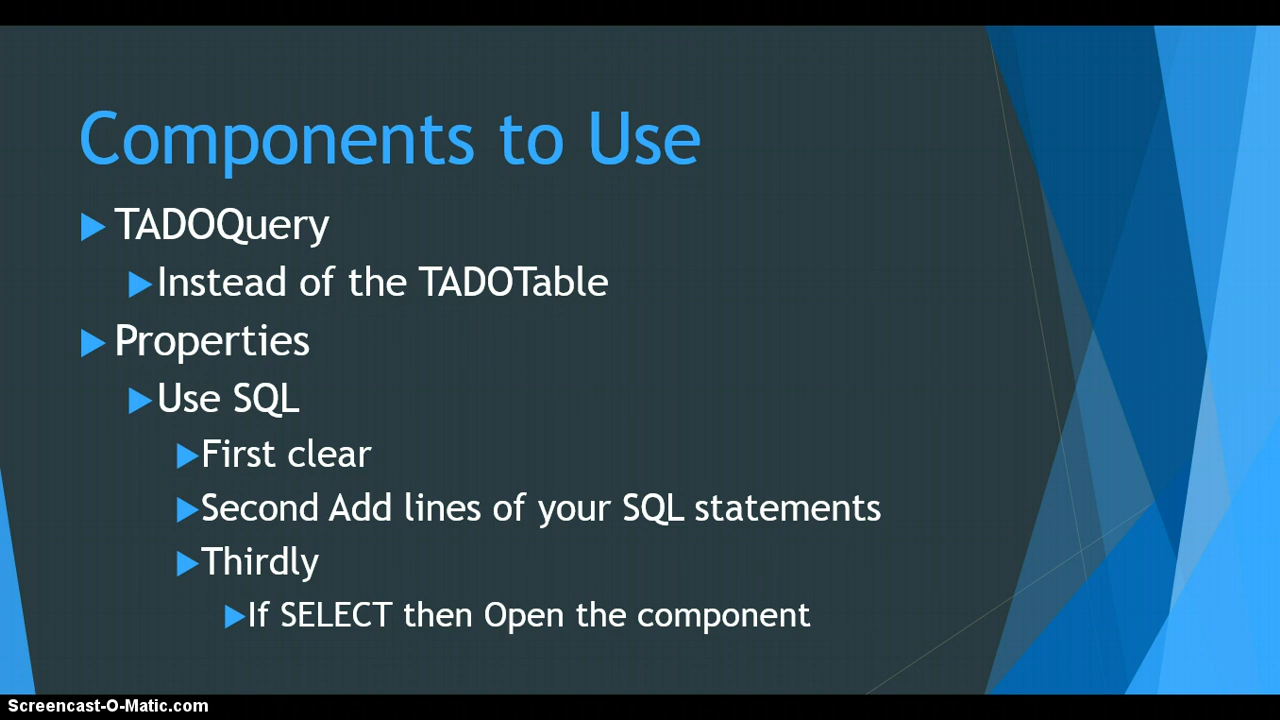 Components to Use
TADOQuery
Instead of the TADOTable
Properties
Use SQL
First clear
Second Add lines of your SQL statements
Thirdly
If SELECT then Open the component
Screencast-O-Matic.com